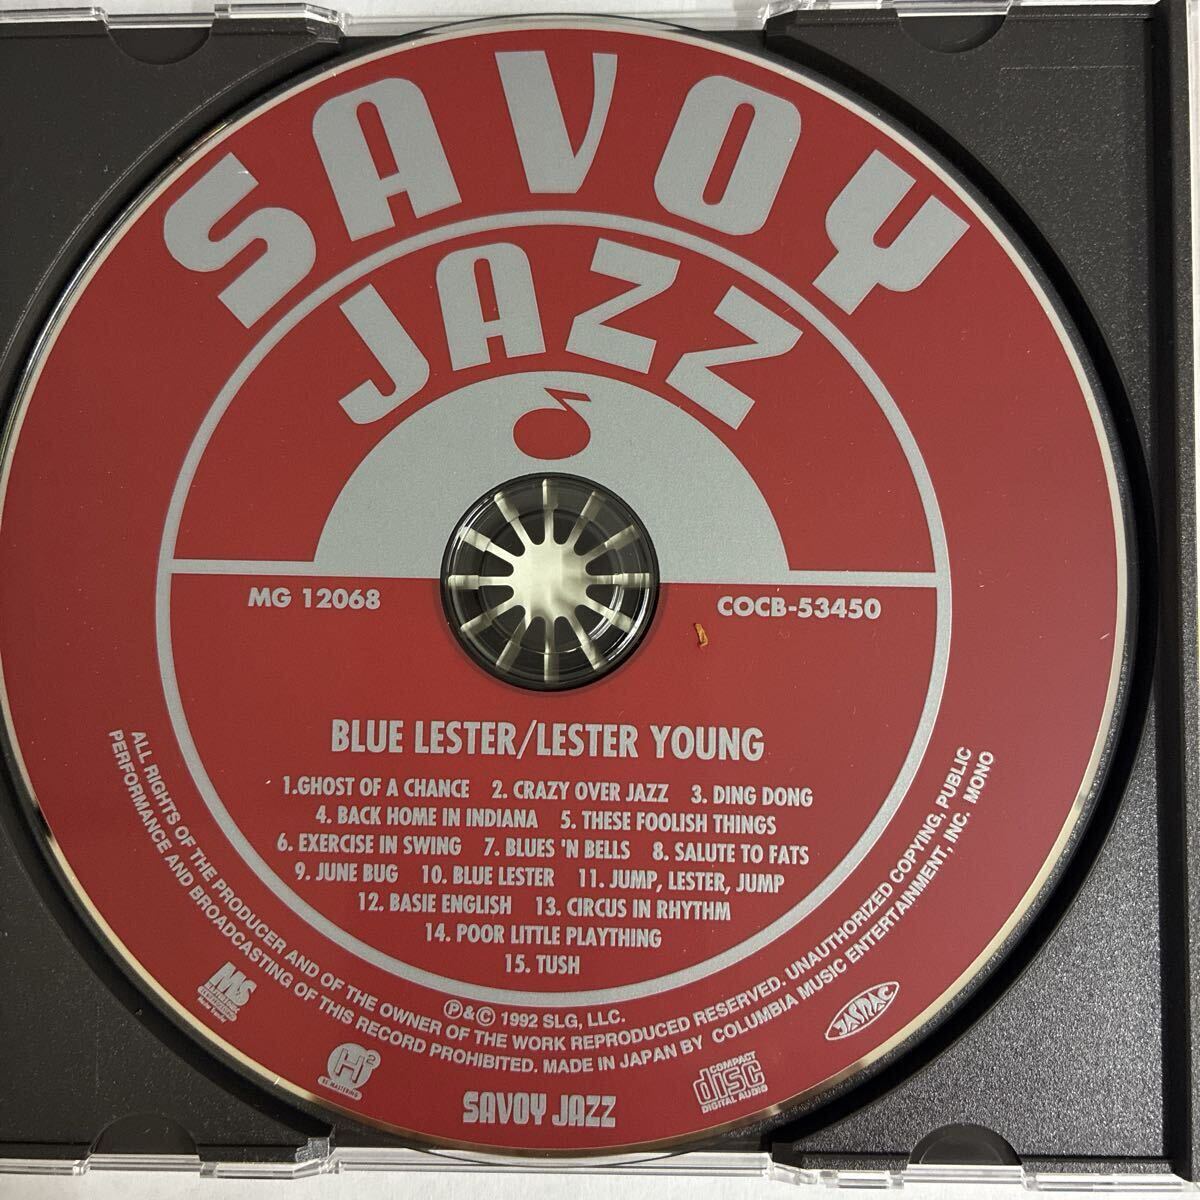 SAVOY
JAZZ
MG 12068
COCB-53450
BLUE LESTER/LESTER YOUNG
1.GHOST OF A CHANCE 2. CRAZY OVER JAZZ 3. DING DONG
4. BACK HOME IN INDIANA 5. THESE FOOLISH THINGS
6. EXERCISE IN SWING 7. BLUES 'N BELLS 8. SALUTE TO FATS
9. JUNE BUG 10. BLUE LESTER 11. JUMP, LESTER, JUMP
12. BASIE ENGLISH 13. CIRCUS IN RHYTHM
14. POOR LITTLE PLAYTHING
15. TUSH
℗&© 1992 SLG, LLC.
ALL RIGHTS OF THE PRODUCER AND OF THE OWNER OF THE WORK REPRODUCED RESERVED. UNAUTHORIZED COPYING, PUBLIC
PERFORMANCE AND BROADCASTING OF THIS RECORD PROHIBITED. MADE IN JAPAN BY COLUMBIA MUSIC ENTERTAINMENT, INC. MONO
M&S
H2
RE-MASTERING
SAVOY JAZZ
COMPACT
disc
DIGITAL AUDIO
JASRAC